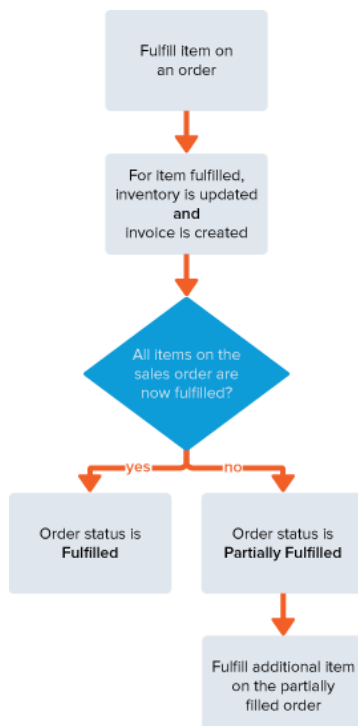 Fulfill item on
an order
For item fulfilled,
inventory is updated
and
invoice is created
All items on the
sales order are
now fulfilled?
yes
no
Order status is
Fulfilled
Order status is
Partially Fulfilled
Fulfill additional item
on the partially
filled order